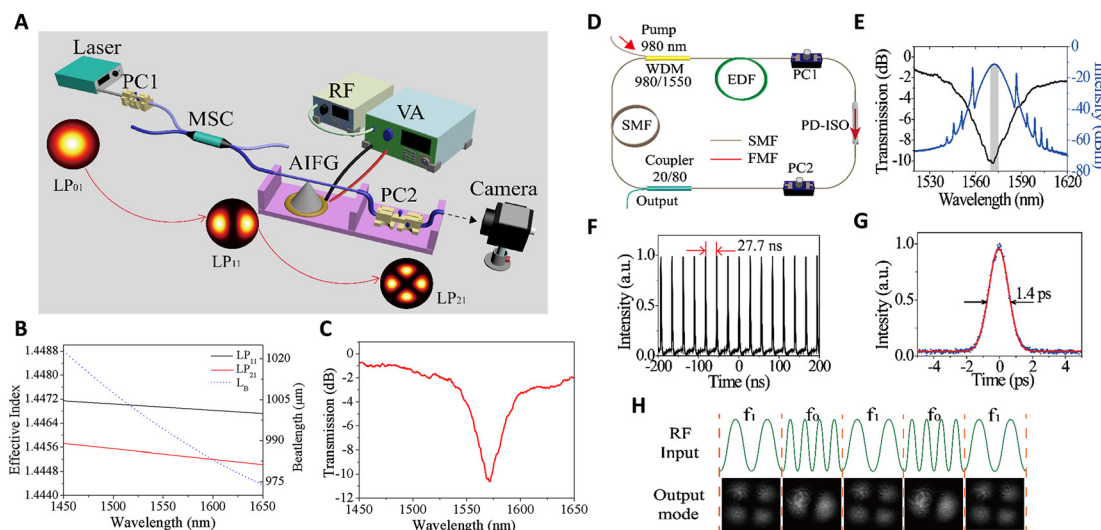 A
Laser
PC1
RF
VA
MSC
AIFG
PC2
Camera
LP01
LP11
LP21
B
1.4488
1.4480
1.4472
1.4464
1.4456
1.4448
1.4440
Effective Index
LP11
LP21
LB
1020
1005
990
975
Beatlength (μm)
1450 1500 1550 1600 1650
Wavelength (nm)
C
0
-2
-4
-6
-8
-10
-12
Transmission (dB)
1450 1500 1550 1600 1650
Wavelength (nm)
D
Pump
980 nm
WDM
980/1550
EDF
PC1
SMF
SMF
FMF
PD-ISO
Coupler
20/80
Output
PC2
E
0
-2
-4
-6
-8
-10
Transmission (dB)
0
-20
-40
-60
-80
Intensity (dBm)
1530 1560 1590 1620
Wavelength (nm)
F
27.7 ns
1.0
0.5
0.0
Intensity (a.u.)
-200 -100 0 100 200
Time (ns)
G
1.4 ps
1.0
0.5
0.0
Intesity (a.u.)
-4 -2 0 2 4
Time (ps)
H
f1 f0 f1 f0 f1
RF
Input
Output
mode